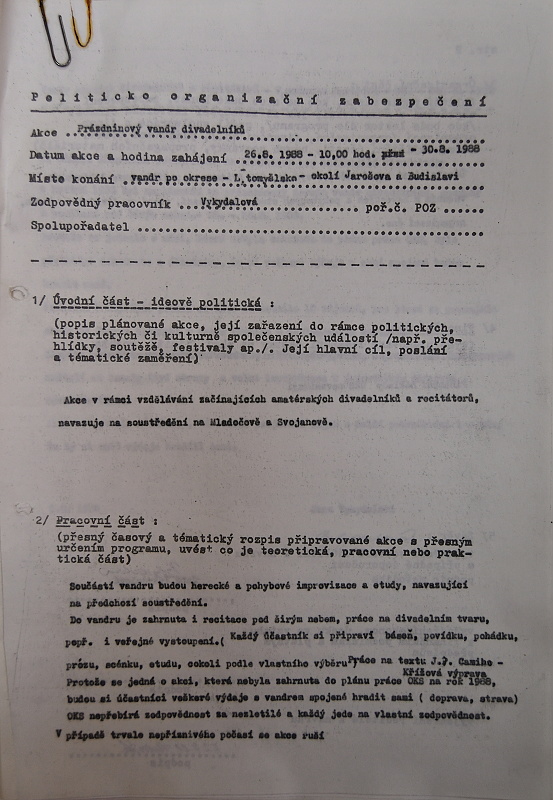 Politicko organizační zabezpečení
Akce Prázdninový vandr divadelníků
Datum akce a hodina zahájení 26.8. 1988 - 10,00 hod. - 30.8. 1988
Místo konání vandr po okrese - L.tomyšlsko - okolí Jarošova a Budislavi
Zodpovědný pracovník Vykydalová poř.č. POZ
Spolupořadatel
1/ Úvodní část - ideově politická :
(popis plánované akce, její zařazení do rámce politických,
historických či kulturně společenských událostí /např. pře-
hlídky, soutěže, festivaly ap./. Její hlavní cíl, poslání
a tématické zaměření)
Akce v rámci vzdělávání začínajících amatérských divadelníků a recitátorů,
navazuje na soustředění na Mladočově a Svojanově.
2/ Pracovní část :
(přesný časový a tématický rozpis připravované akce s přesným
určením programu, uvést co je teoretická, pracovní nebo prak-
tická část)
Součástí vandru budou herecké a pohybové improvizace a etudy, navazující
na předchozí soustředění.
Do vandru je zahrnuta i recitace pod širým nebem, práce na divadelním tvaru,
popř. i veřejné vystoupení.( Každý účastník si připraví báseň, povídku, pohádku,
prózu, scénku, etudu, cokoli podle vlastního výběru Práce na textu J.P. Camiho -
Křížová výprava
Protože se jedná o akci, která nebyla zahrnuta do plánu práce OKS na rok 1988,
budou si účastníci veškeré výdaje s vandrem spojené hradit sami ( doprava, strava)
OKS nepřebírá zodpovědnost za nezletilé a každý jede na vlastní zodpovědnost.
V případě trvale nepříznivého počasí se akce ruší